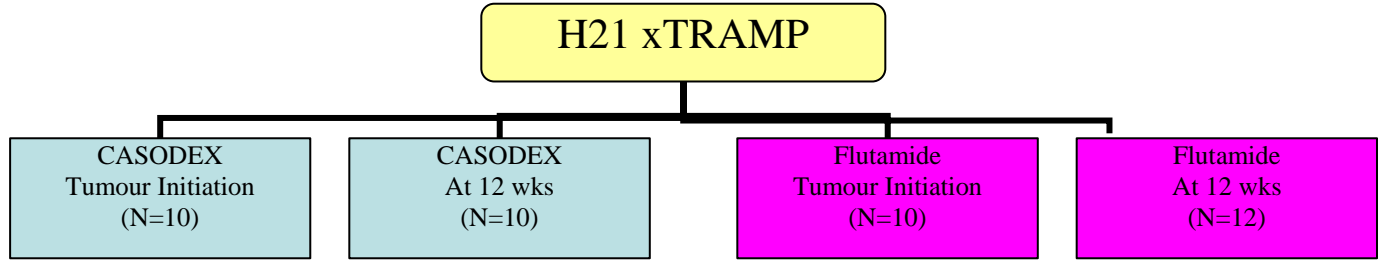 H21 xTRAMP
CASODEX
Tumour Initiation
(N=10)
CASODEX
At 12 wks
(N=10)
Flutamide
Tumour Initiation
(N=10)
Flutamide
At 12 wks
(N=12)